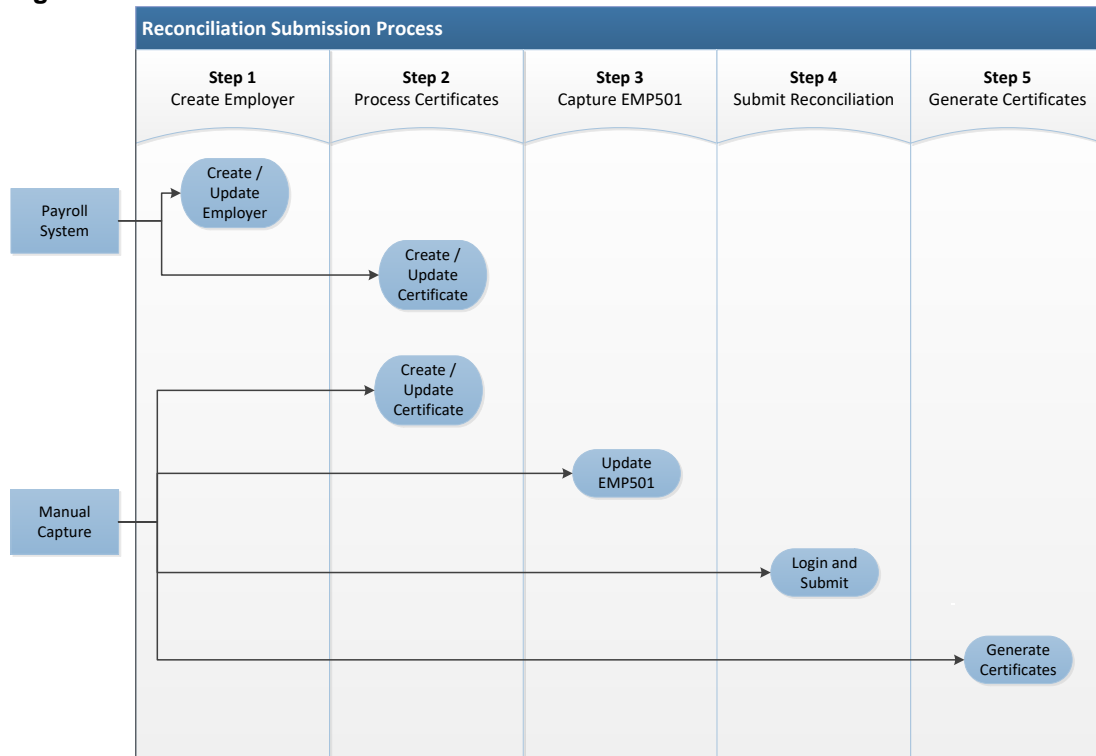 Reconciliation Submission Process
Step 1
Create Employer
Step 2
Process Certificates
Step 3
Capture EMP501
Step 4
Submit Reconciliation
Step 5
Generate Certificates
Payroll
System
Create /
Update
Employer
Create /
Update
Certificate
Create /
Update
Certificate
Update
EMP501
Manual
Capture
Login and
Submit
Generate
Certificates